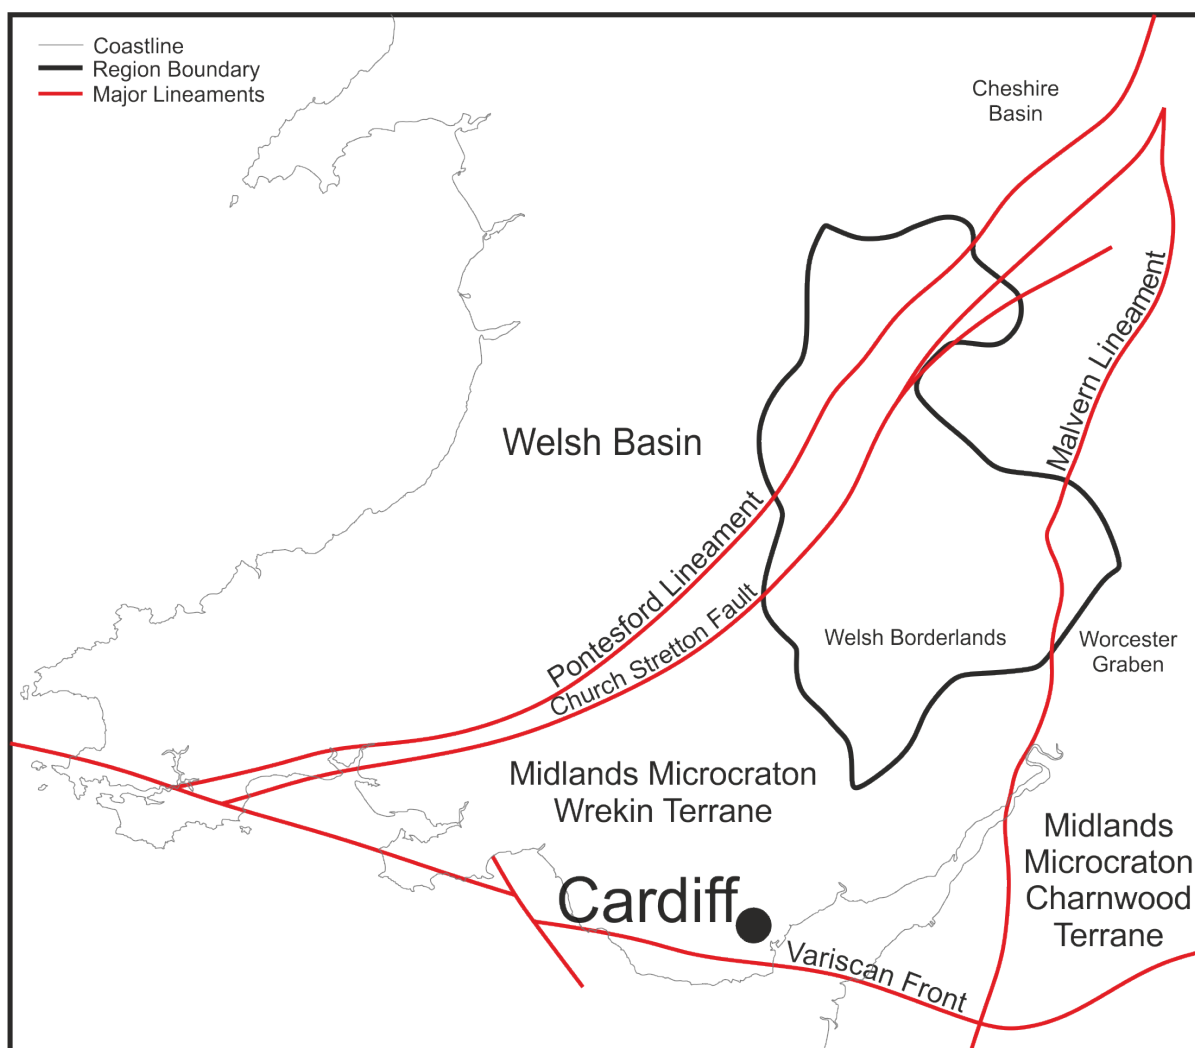 Coastline
Region Boundary
Major Lineaments
Cheshire
Basin
Malvern Lineament
Welsh Basin
Pontesford Lineament
Church Stretton Fault
Welsh Borderlands
Worcester
Graben
Midlands Microcraton
Wrekin Terrane
Midlands
Microcraton
Charnwood
Terrane
Cardiff
Variscan Front